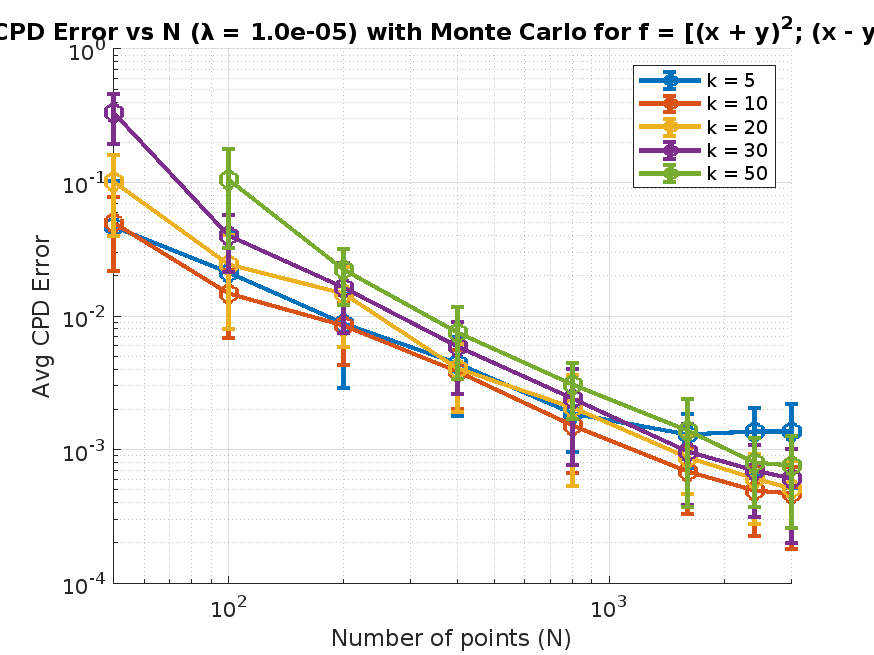 CPD Error vs N (λ = 1.0e-05) with Monte Carlo for f = [(x + y)²; (x - y
10⁰
10⁻¹
10⁻²
10⁻³
10⁻⁴
Avg CPD Error
10²
10³
Number of points (N)
k = 5
k = 10
k = 20
k = 30
k = 50